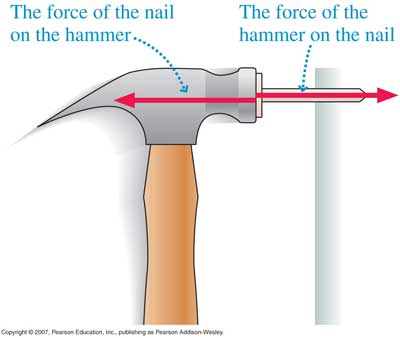 The force of the nail
on the hammer
The force of the
hammer on the nail
Copyright © 2007, Pearson Education, Inc., publishing as Pearson Addison-Wesley.